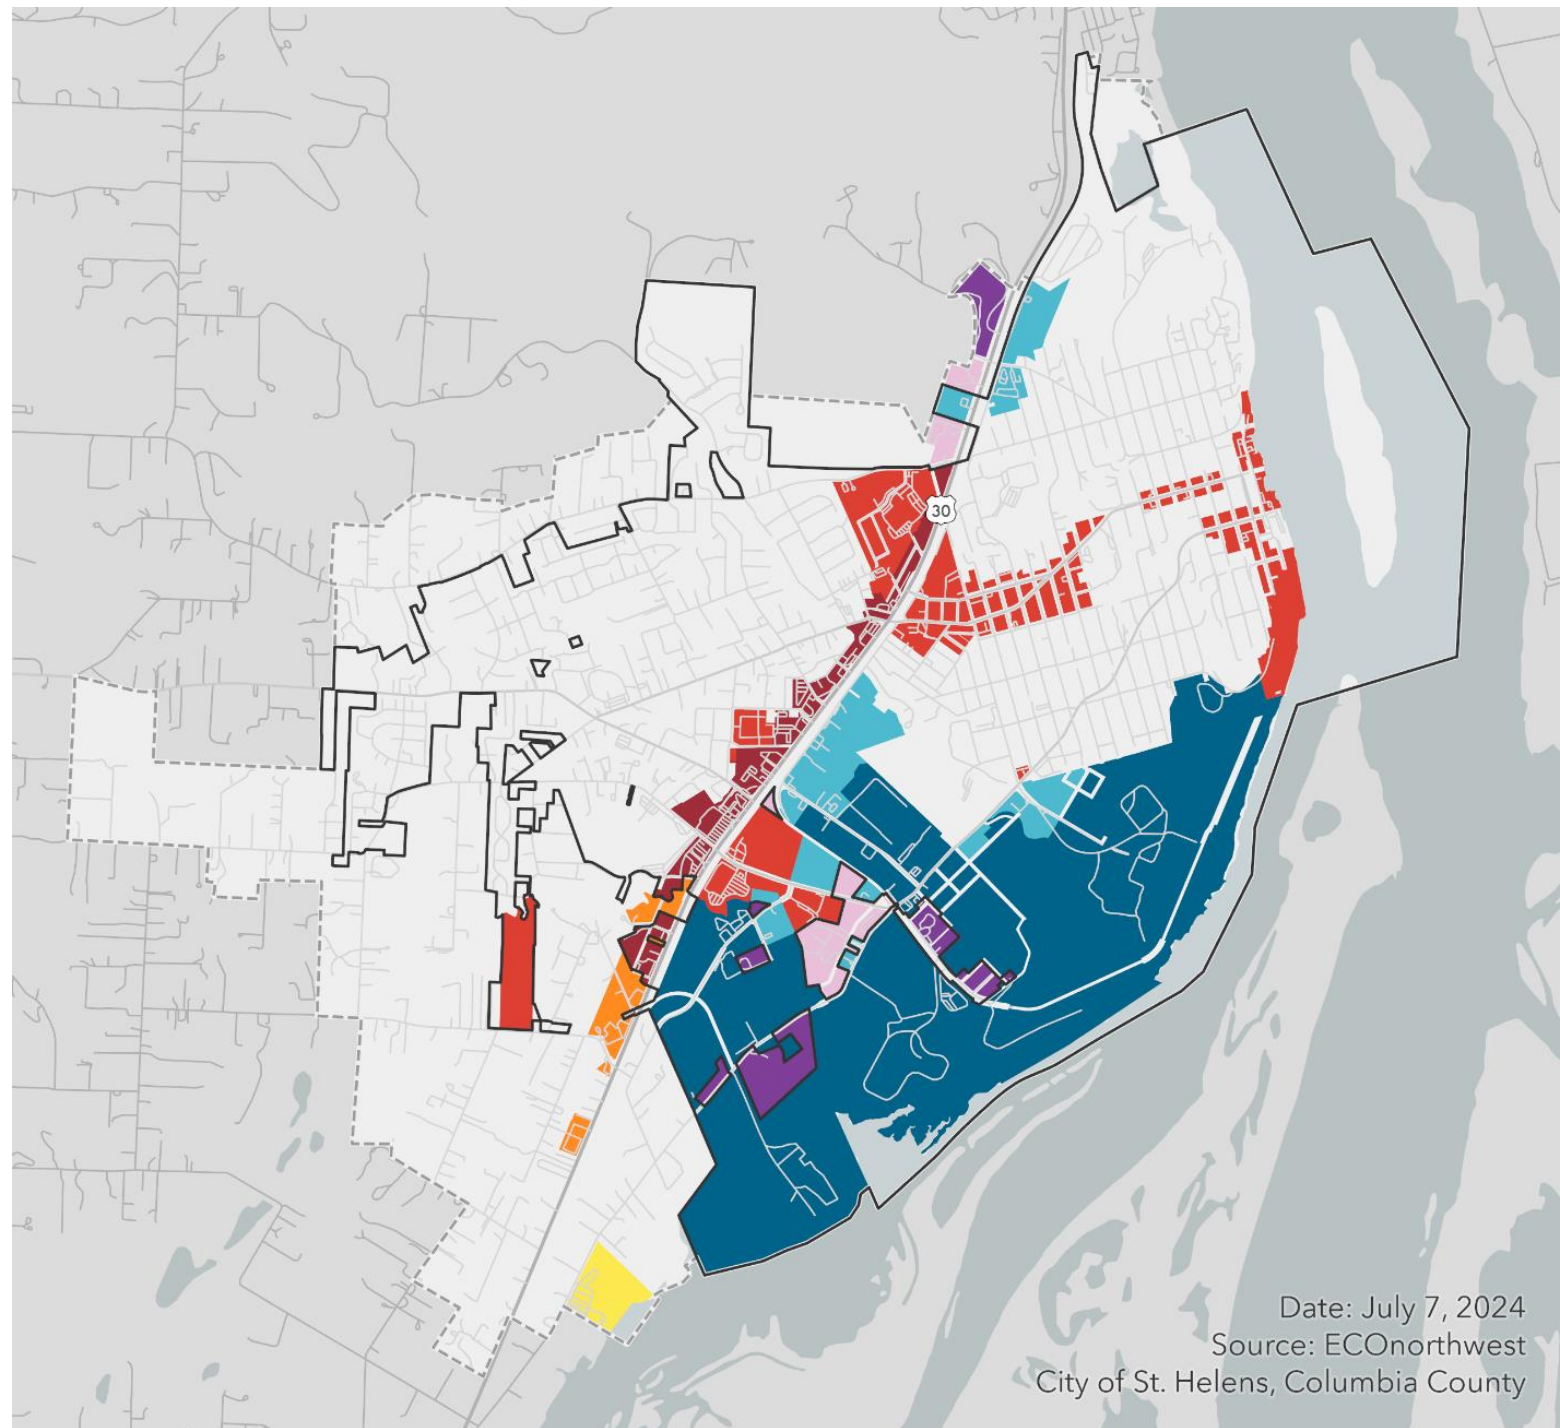 30
Date: July 7, 2024
Source: ECOnorthwest
City of St. Helens, Columbia County